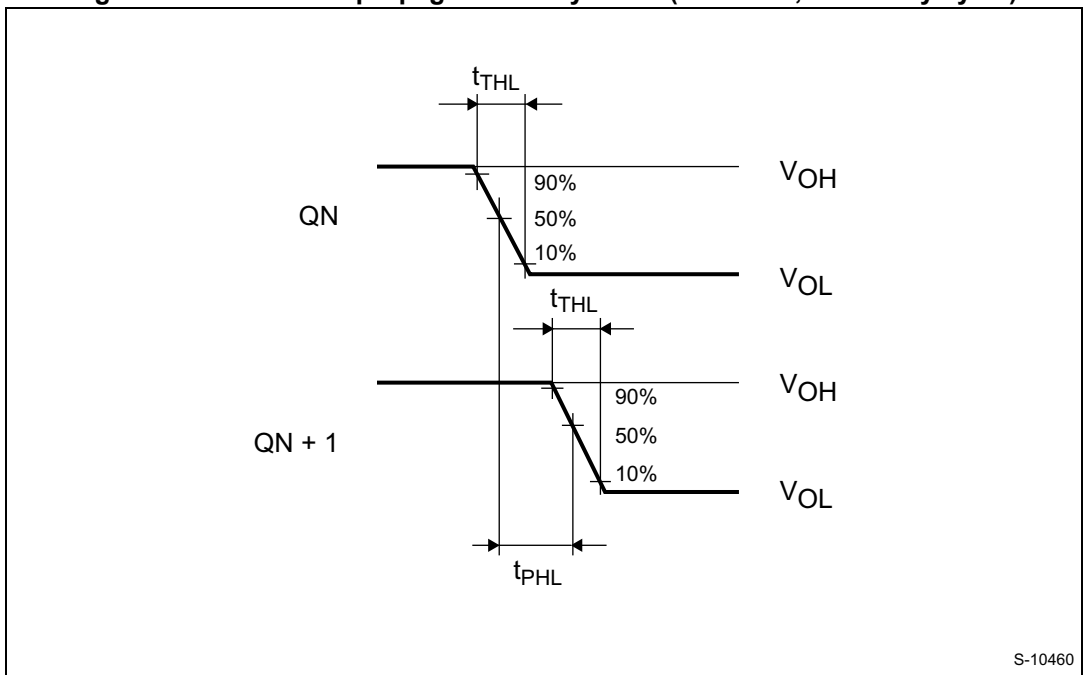 tTHL
VOH
90%
QN
50%
10%
VOL
tTHL
VOH
90%
QN + 1
50%
10%
VOL
tPHL
S-10460